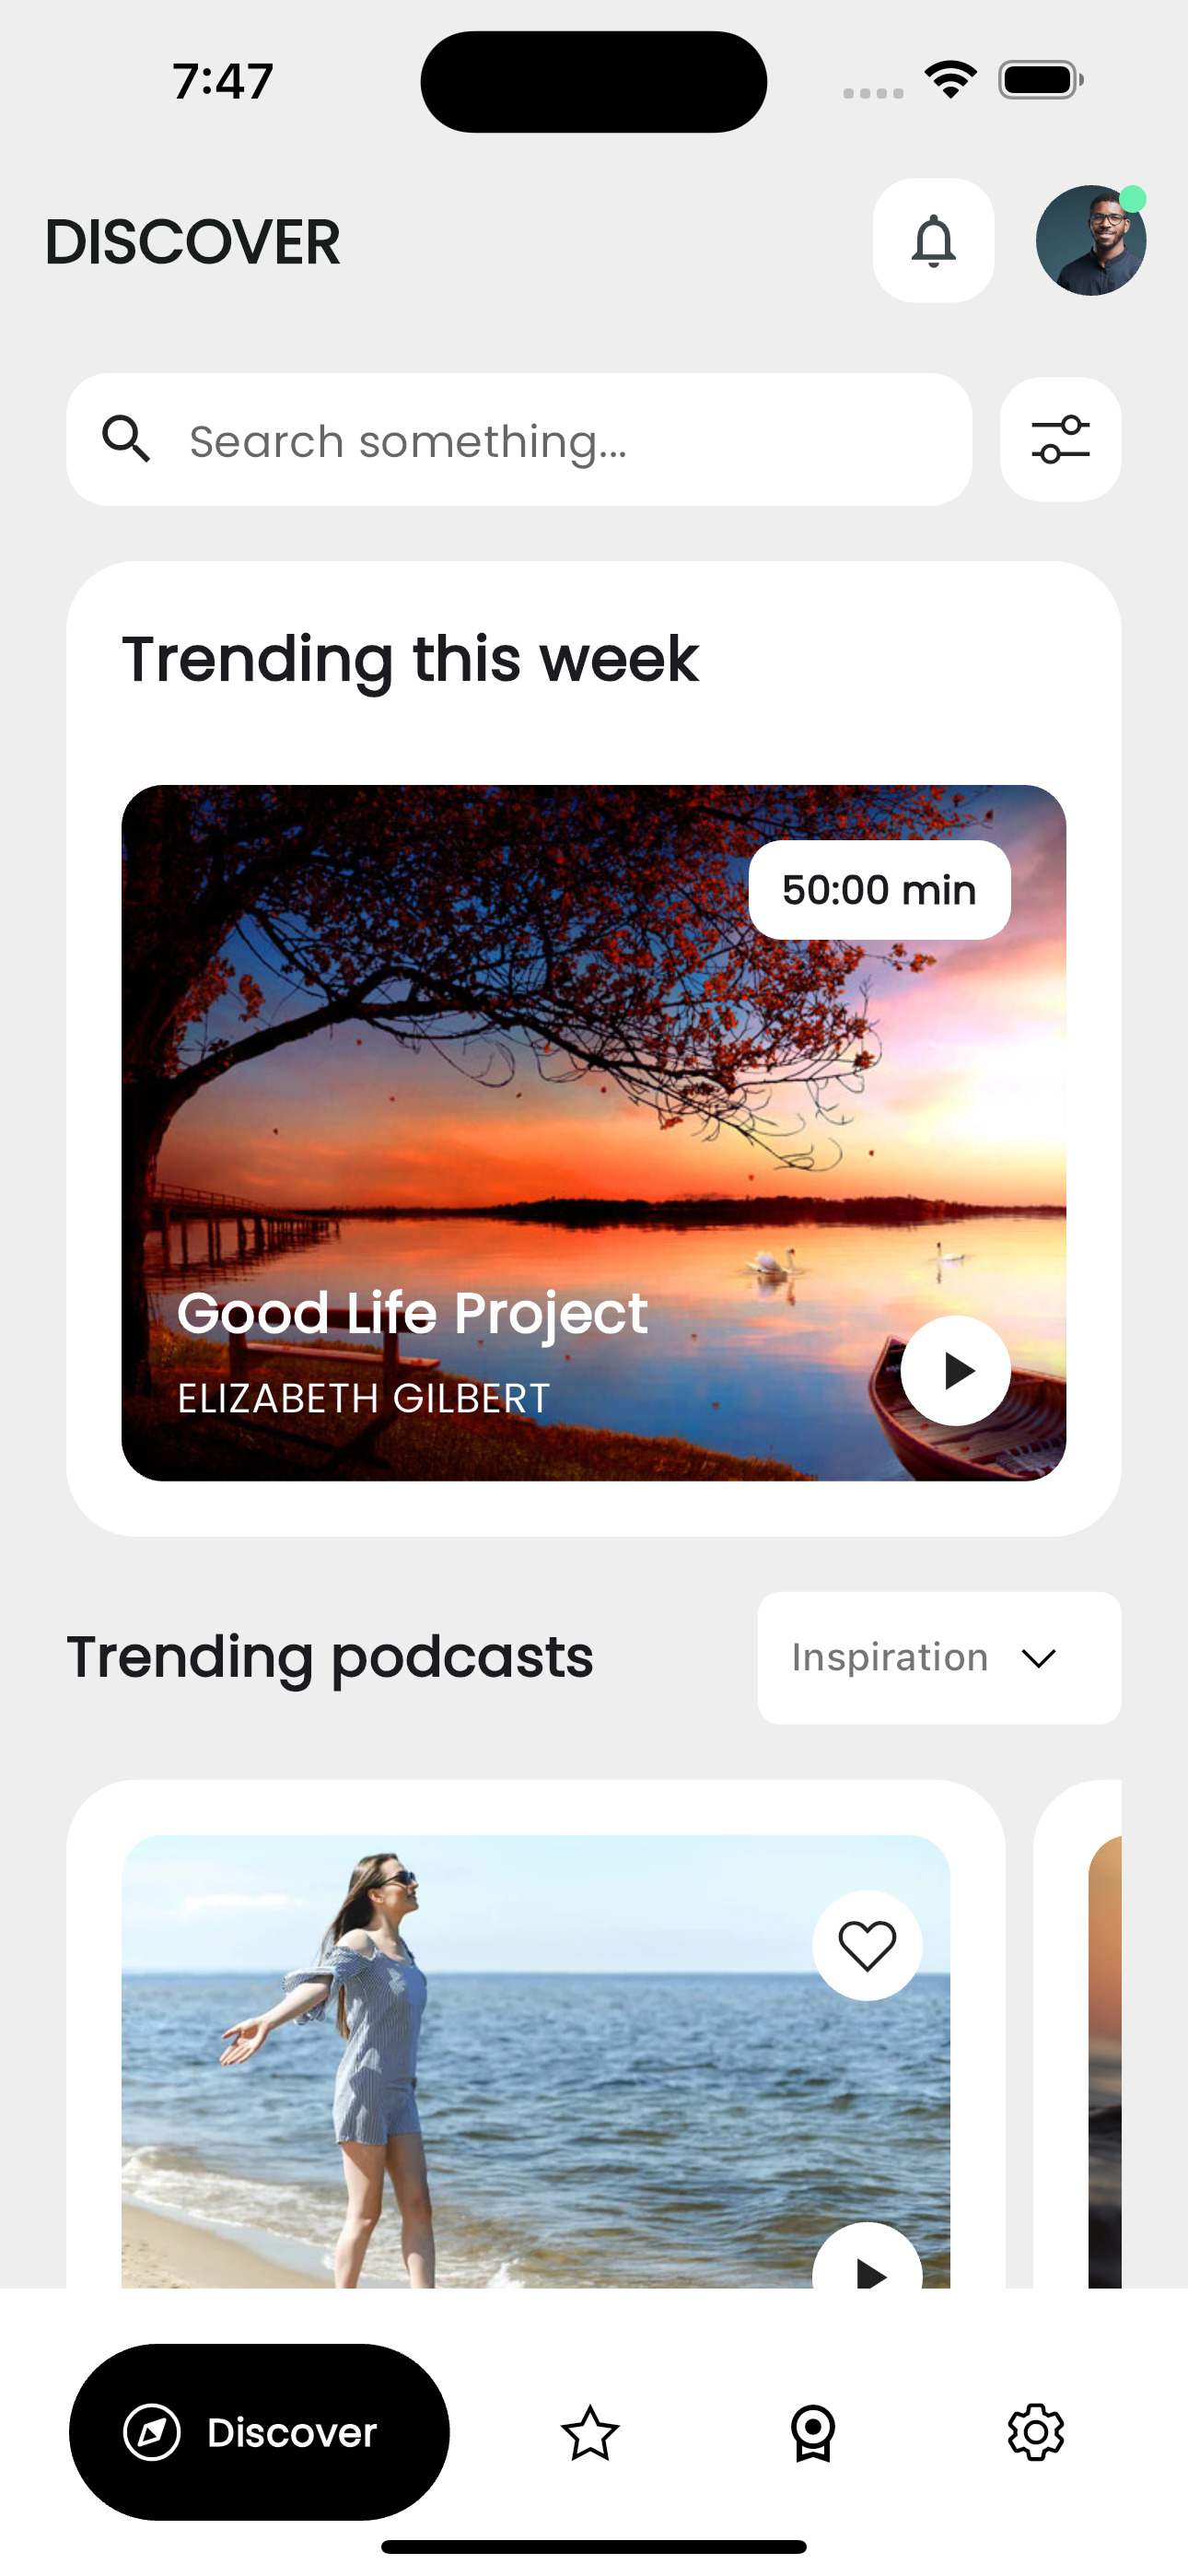 7:47
DISCOVER
Search something...
Trending this week
50:00 min
Good Life Project
ELIZABETH GILBERT
Trending podcasts
Inspiration
Discover